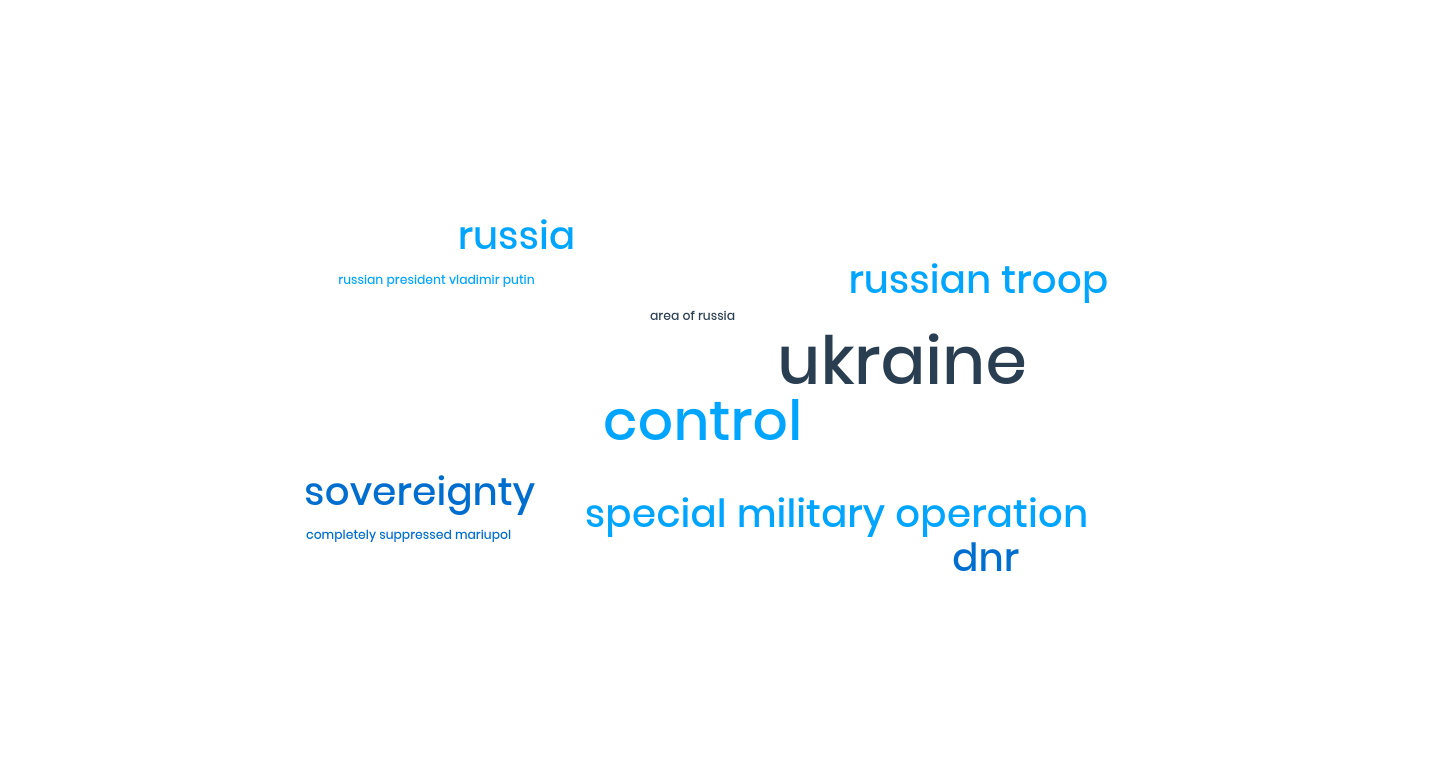 russia
russian troop
russian president vladimir putin
area of russia
ukraine
control
sovereignty
special military operation
completely suppressed mariupol
dnr